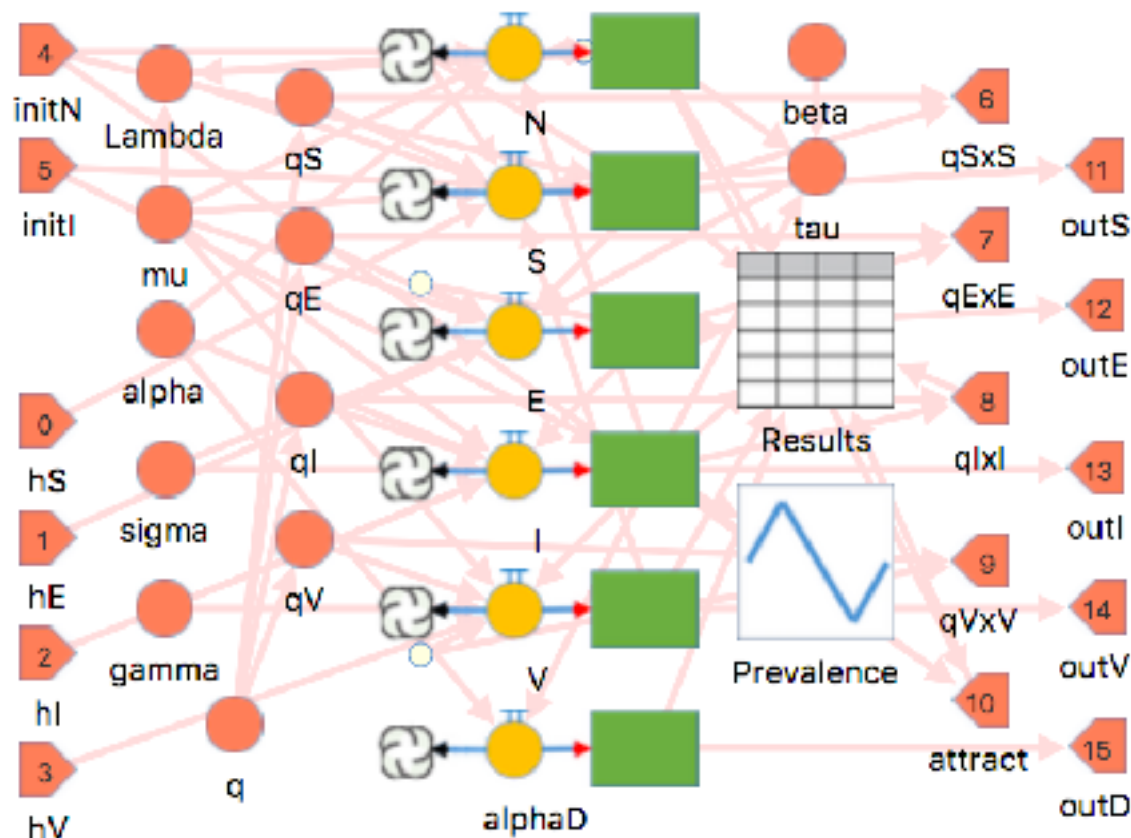 4
initN
Lambda
qS
N
beta
6
qSxS
5
initI
mu
qE
S
tau
7
qExE
11
outS
alpha
qI
E
Results
8
qIxI
12
outE
0
hS
sigma
qV
I
9
qVxV
13
outI
1
hE
gamma
V
Prevalence
10
attract
14
outV
2
hI
q
alphaD
15
outD
3
hV